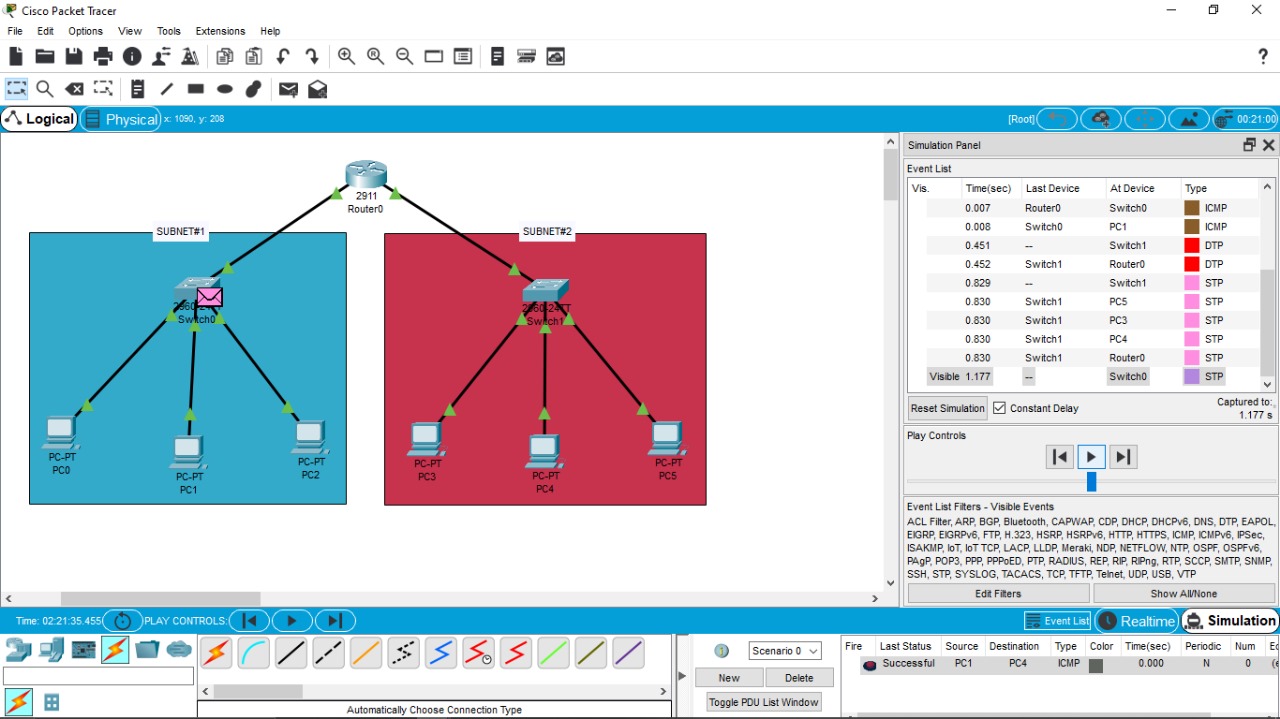 Cisco Packet Tracer
File Edit Options View Tools Extensions Help
?
Logical Physical x: 1090, y: 208 [Root] 00:21:00
2911
Router0
SUBNET#1
SUBNET#2
Switch0
Switch1
PC-PT
PC0
PC-PT
PC1
PC-PT
PC2
PC-PT
PC3
PC-PT
PC4
PC-PT
PC5
Simulation Panel
Event List
Vis. Time(sec) Last Device At Device Type
0.007 Router0 Switch0 ICMP
0.008 Switch0 PC1 ICMP
0.451 -- Switch1 DTP
0.452 Switch1 Router0 DTP
0.829 -- Switch1 STP
0.830 Switch1 PC5 STP
0.830 Switch1 PC3 STP
0.830 Switch1 PC4 STP
0.830 Switch1 Router0 STP
Visible 1.177 -- Switch0 STP
Reset Simulation Constant Delay
Captured to:
1.177 s
Play Controls
Event List Filters - Visible Events
ACL Filter, ARP, BGP, Bluetooth, CAPWAP, CDP, DHCP, DHCPv6, DNS, DTP, EAPOL,
EIGRP, EIGRPv6, FTP, H.323, HSRP, HSRPv6, HTTP, HTTPS, ICMP, ICMPv6, IPSec,
ISAKMP, IoT, IoT TCP, LACP, LLDP, Meraki, NDP, NETFLOW, NTP, OSPF, OSPFv6,
PAgP, POP3, PPP, PPPoED, PTP, RADIUS, REP, RIP, RIPng, RTP, SCCP, SMTP, SNMP,
SSH, STP, SYSLOG, TACACS, TCP, TFTP, Telnet, UDP, USB, VTP
Edit Filters Show All/None
Time: 02:21:35.455 PLAY CONTROLS: Event List Realtime Simulation
Scenario 0
New Delete
Toggle PDU List Window
Automatically Choose Connection Type
Fire Last Status Source Destination Type Color Time(sec) Periodic Num
Successful PC1 PC4 ICMP 0.000 N 0